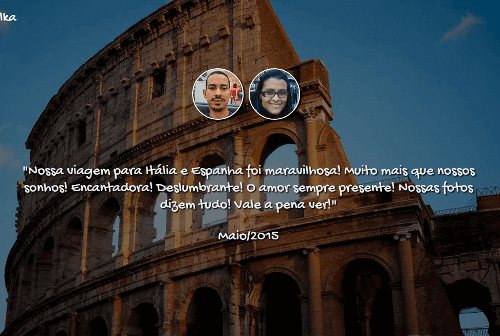 lka
"Nossa viagem para Itália e Espanha foi maravilhosa! Muito mais que nossos
sonhos! Encantadora! Deslumbrante! O amor sempre presente! Nossas fotos
dizem tudo! Vale a pena ver!"
Maio/2015